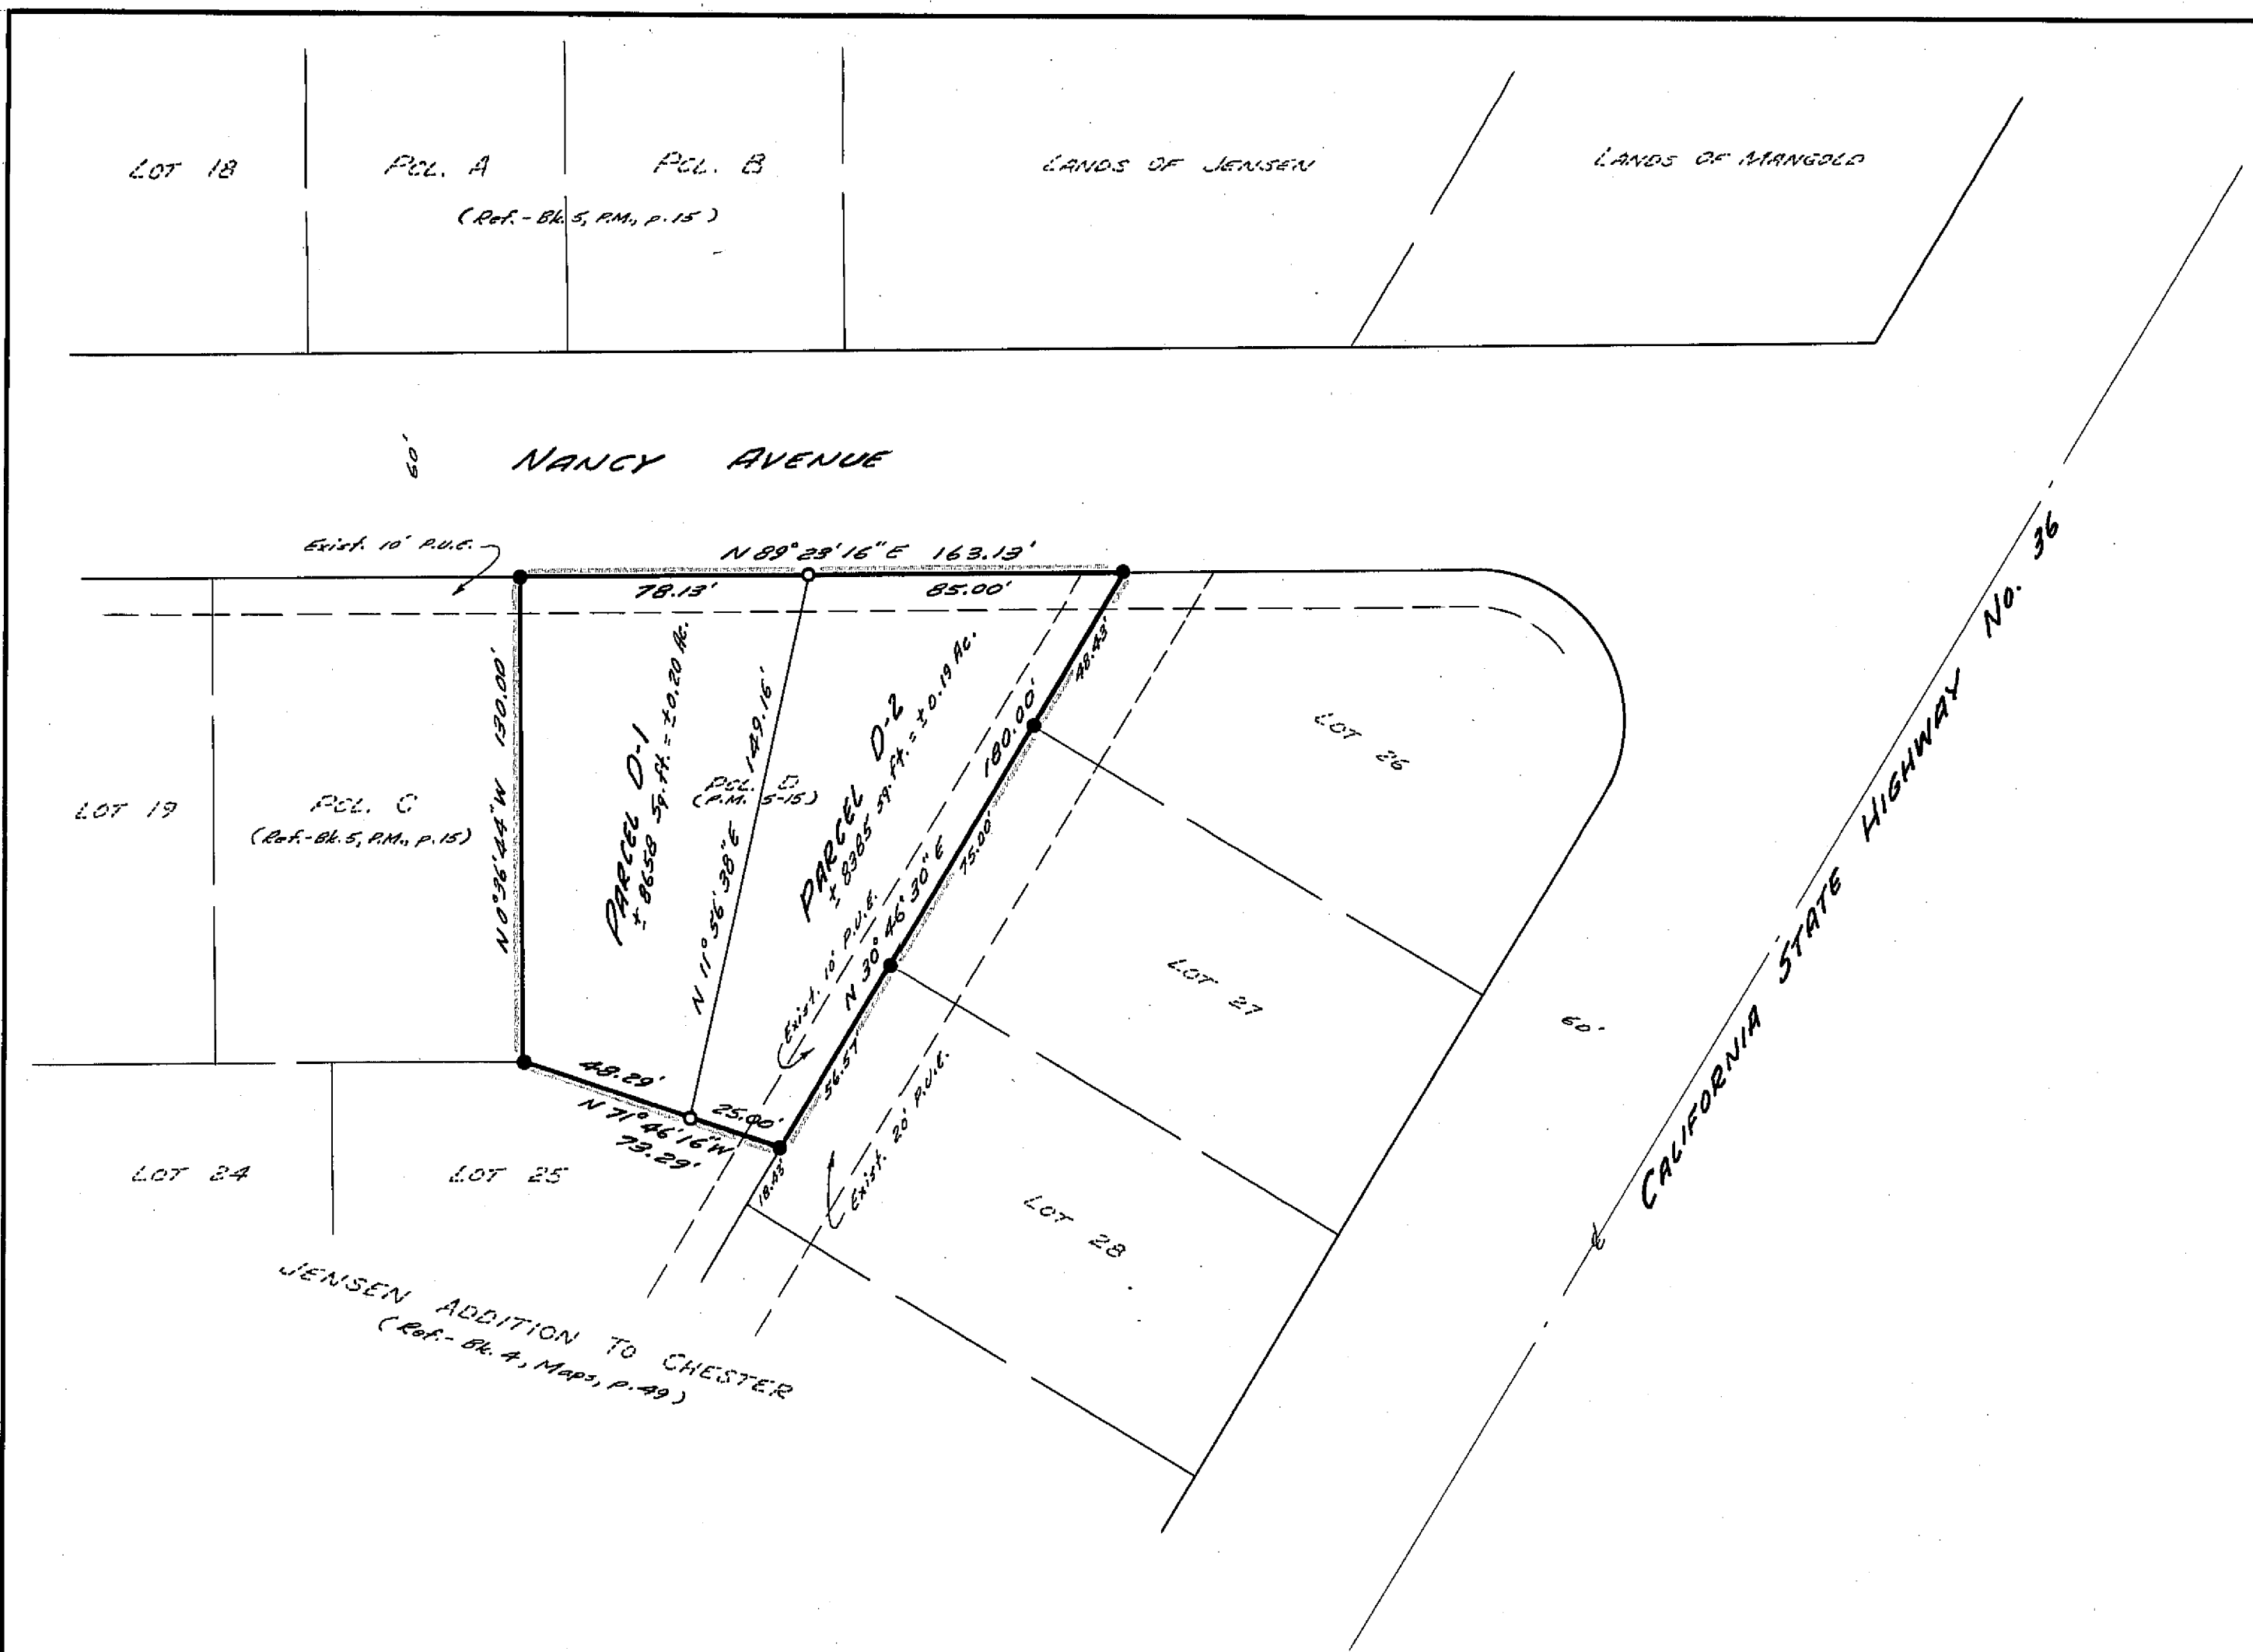 LOT 18
PCL. A
PCL. B
(Ref.-Bk. 5, P.M., p.15)
LANDS OF JENSEN
LANDS OF MANGOLD
60'
NANCY AVENUE
Exist. 10' P.U.E.
N 89°23'16"E 163.13'
78.13'
85.00'
48.43'
N 0°36'44"W 130.00'
PARCEL D-1
± 8658 Sq.Ft. = ±0.20 Ac.
N 11°56'38"E 149.16'
PCL. D
(P.M. 5-15)
PARCEL D-2
± 8385 Sq.Ft. = ±0.19 Ac.
N 30°46'30"E 180.00'
75.00'
56.57'
Exist. 10' P.U.E.
Exist. 20' P.U.E.
LOT 19
PCL. C
(Ref.-Bk. 5, P.M., p.15)
LOT 26
LOT 27
LOT 28
60'
CALIFORNIA STATE HIGHWAY No. 36
48.29'
25.00'
N 71°46'16"W
73.29'
18.43'
LOT 24
LOT 25
JENSEN ADDITION TO CHESTER
(Ref.- Bk. 4, Maps, p.49)